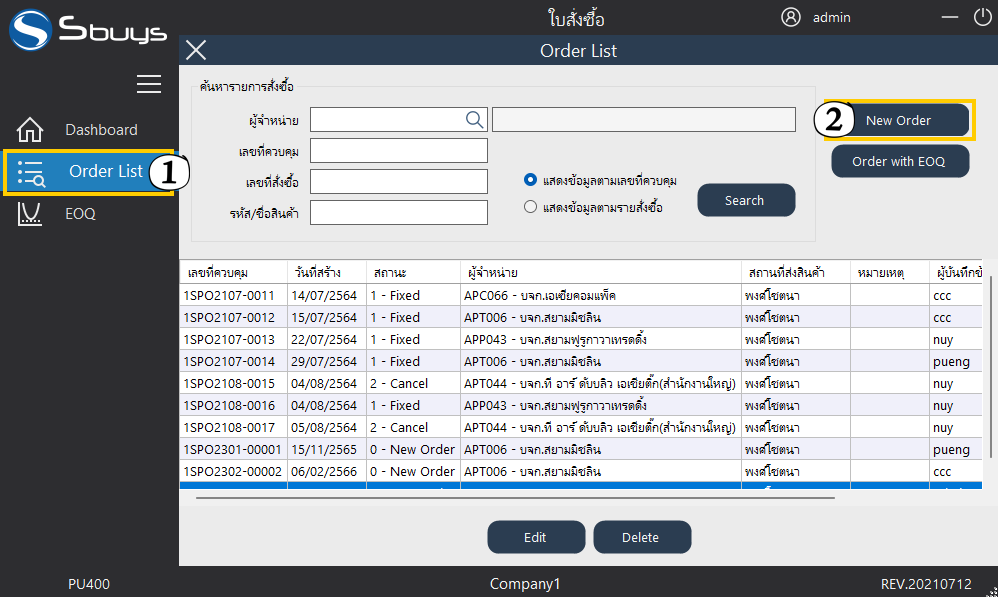 Sbuys
ใบสั่งซื้อ
admin
Order List
Dashboard
Order List 1
EOQ
ค้นหารายการสั่งซื้อ
ผู้จำหน่าย
เลขที่ควบคุม
เลขที่สั่งซื้อ
รหัส/ชื่อสินค้า
แสดงข้อมูลตามเลขที่ควบคุม
แสดงข้อมูลตามรายสั่งซื้อ
Search
2 New Order
Order with EOQ
เลขที่ควบคุม วันที่สร้าง สถานะ ผู้จำหน่าย สถานที่ส่งสินค้า หมายเหตุ ผู้บันทึกข้
1SPO2107-0011 14/07/2564 1 - Fixed APC066 - บจก.เอเซียคอมแพ็ค พงศ์โชตนา ccc
1SPO2107-0012 15/07/2564 1 - Fixed APT006 - บจก.สยามมิชลิน พงศ์โชตนา ccc
1SPO2107-0013 22/07/2564 1 - Fixed APP043 - บจก.สยามฟูรูกาวาเทรดดิ้ง พงศ์โชตนา nuy
1SPO2107-0014 29/07/2564 1 - Fixed APT006 - บจก.สยามมิชลิน พงศ์โชตนา pueng
1SPO2108-0015 04/08/2564 2 - Cancel APT044 - บจก.ที อาร์ ดับบลิว เอเซียติ๊ก(สำนักงานใหญ่) พงศ์โชตนา nuy
1SPO2108-0016 04/08/2564 1 - Fixed APP043 - บจก.สยามฟูรูกาวาเทรดดิ้ง พงศ์โชตนา nuy
1SPO2108-0017 05/08/2564 2 - Cancel APT044 - บจก.ที อาร์ ดับบลิว เอเซียติ๊ก(สำนักงานใหญ่) พงศ์โชตนา nuy
1SPO2301-00001 15/11/2565 0 - New Order APT006 - บจก.สยามมิชลิน พงศ์โชตนา pueng
1SPO2302-00002 06/02/2566 0 - New Order APT006 - บจก.สยามมิชลิน พงศ์โชตนา ccc
Edit
Delete
PU400
Company1
REV.20210712